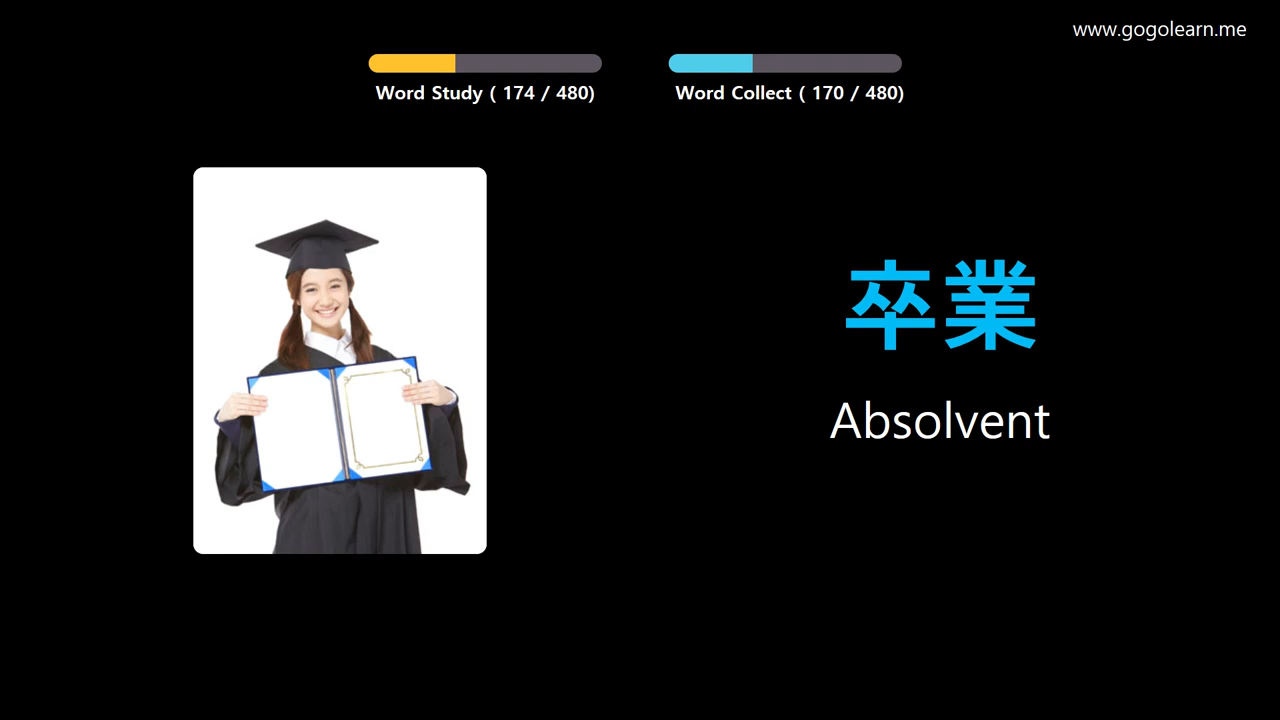 www.gogolearn.me
Word Study ( 174 / 480)
Word Collect ( 170 / 480)
卒業
Absolvent